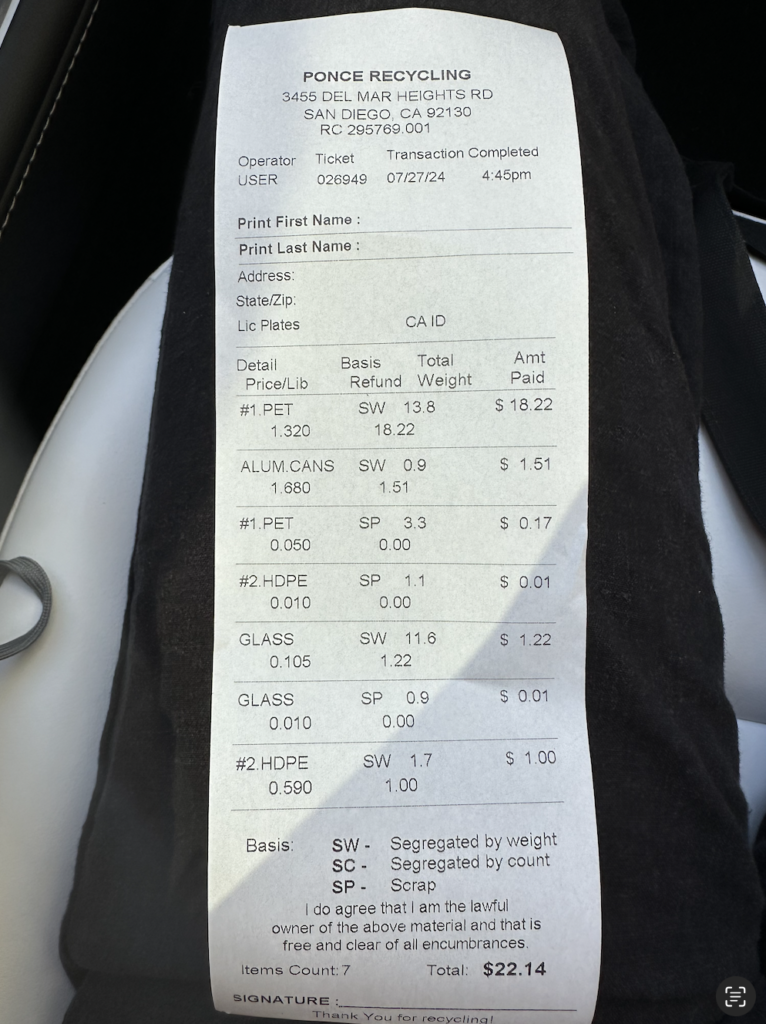 PONCE RECYCLING
3455 DEL MAR HEIGHTS RD
SAN DIEGO, CA 92130
RC 295769.001
Operator Ticket Transaction Completed
USER 026949 07/27/24 4:45pm
Print First Name :
Print Last Name :
Address:
State/Zip:
Lic Plates CA ID
Detail Basis Total Amt
Price/Lib Refund Weight Paid
#1.PET SW 13.8 $ 18.22
1.320 18.22
ALUM.CANS SW 0.9 $ 1.51
1.680 1.51
#1.PET SP 3.3 $ 0.17
0.050 0.00
#2.HDPE SP 1.1 $ 0.01
0.010 0.00
GLASS SW 11.6 $ 1.22
0.105 1.22
GLASS SP 0.9 $ 0.01
0.010 0.00
#2.HDPE SW 1.7 $ 1.00
0.590 1.00
Basis: SW - Segregated by weight
SC - Segregated by count
SP - Scrap
I do agree that I am the lawful
owner of the above material and that is
free and clear of all encumbrances.
Items Count: 7 Total: $22.14
SIGNATURE :
Thank You for recycling!